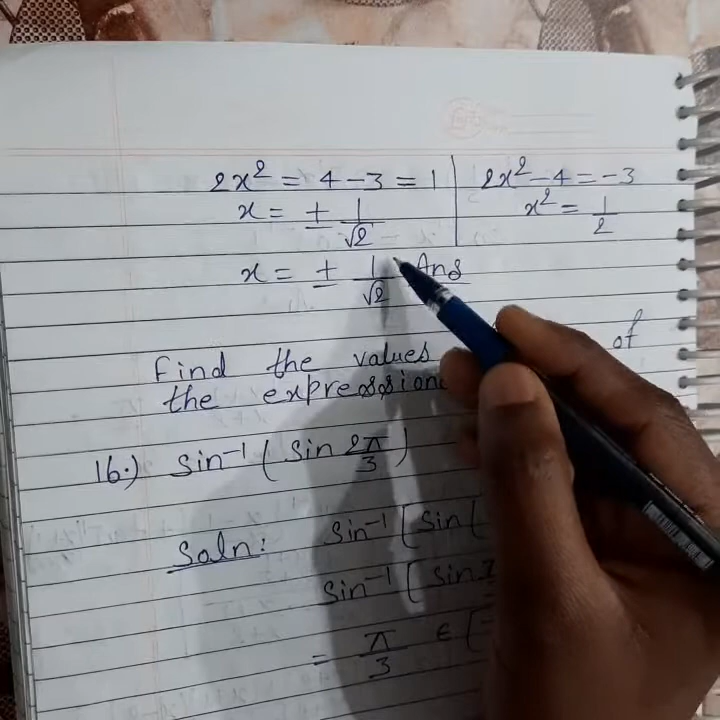 2x² = 4 - 3 = 1
x = ± 1/√2
2x² - 4 = -3
x² = 1/2
x = ± 1/√2 Ans
Find the values of
the expression
16.) Sin⁻¹ ( Sin 2π/3 )
Soln: Sin⁻¹ [ Sin (
Sin⁻¹ [ Sin
= π/3 ∈ [